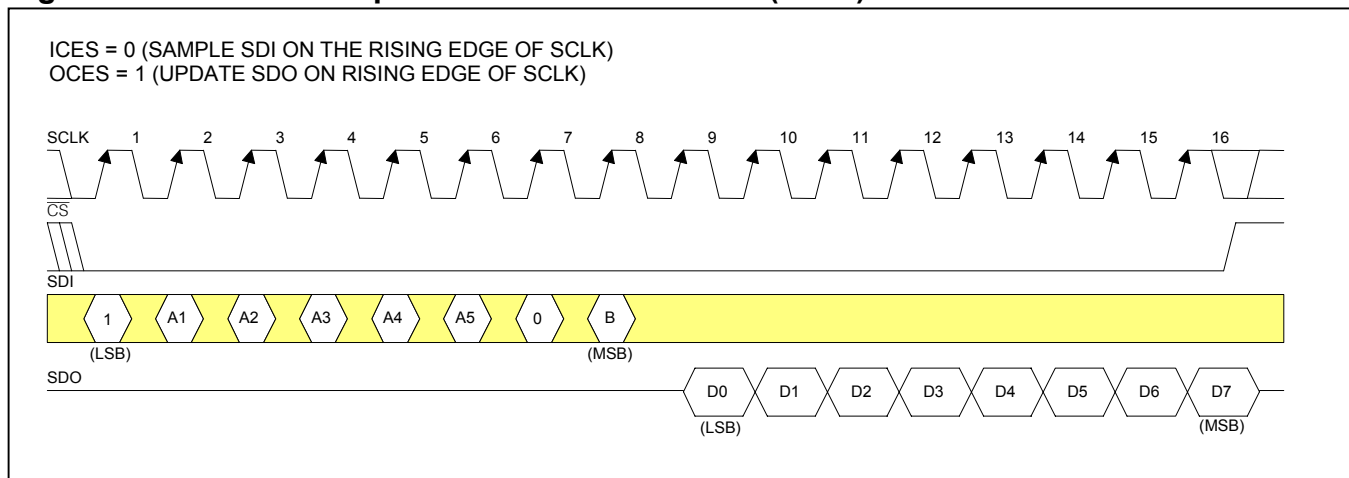 ICES = 0 (SAMPLE SDI ON THE RISING EDGE OF SCLK)
OCES = 1 (UPDATE SDO ON RISING EDGE OF SCLK)
SCLK 1 2 3 4 5 6 7 8 9 10 11 12 13 14 15 16
CS
SDI
1 A1 A2 A3 A4 A5 0 B
(LSB) (MSB)
SDO
D0 D1 D2 D3 D4 D5 D6 D7
(LSB) (MSB)